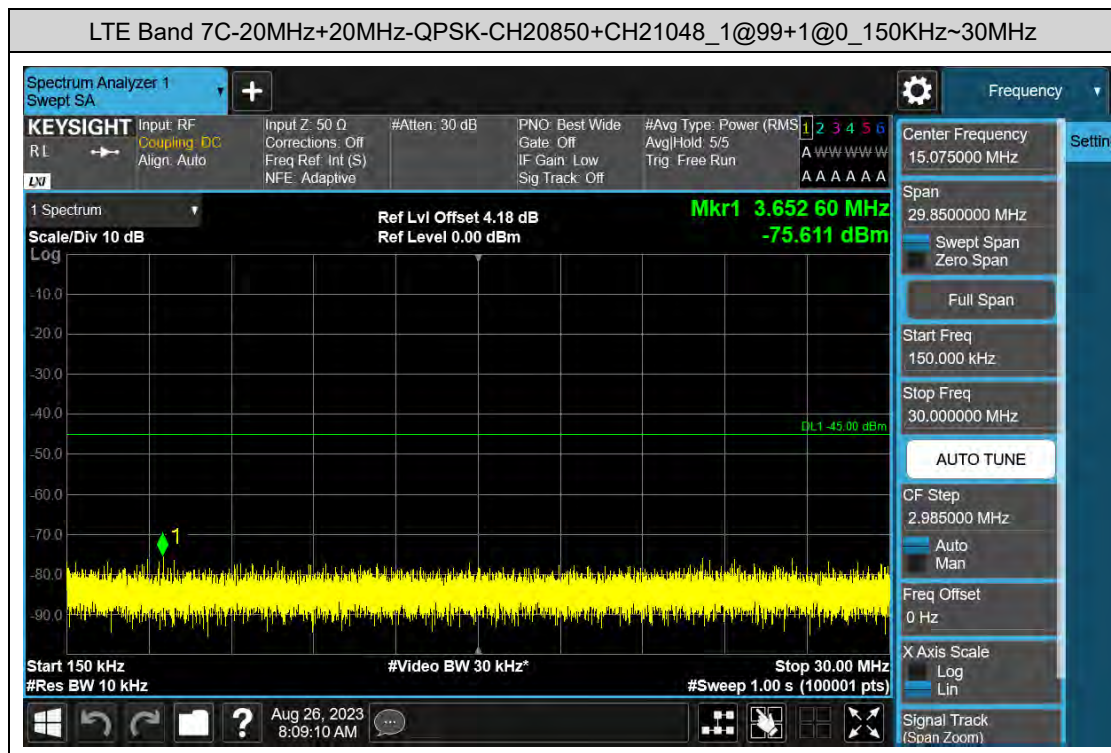 LTE Band 7C-20MHz+20MHz-QPSK-CH20850+CH21048_1@99+1@0_150KHz~30MHz
Spectrum Analyzer 1
Swept SA
Frequency
KEYSIGHT
RL
LXI
Input: RF
Coupling: DC
Align: Auto
Input Z: 50 Ω
Corrections: Off
Freq Ref: Int (S)
NFE: Adaptive
#Atten: 30 dB
PNO: Best Wide
Gate: Off
IF Gain: Low
Sig Track: Off
#Avg Type: Power (RMS
Avg|Hold: 5/5
Trig: Free Run
1 2 3 4 5 6
A W W W W W
A A A A A A
1 Spectrum
Scale/Div 10 dB
Log
Ref Lvl Offset 4.18 dB
Ref Level 0.00 dBm
Mkr1 3.652 60 MHz
-75.611 dBm
-10.0
-20.0
-30.0
-40.0
DL1 -45.00 dBm
-50.0
-60.0
-70.0
1
-80.0
-90.0
Start 150 kHz
#Res BW 10 kHz
#Video BW 30 kHz*
Stop 30.00 MHz
#Sweep 1.00 s (100001 pts)
Center Frequency
15.075000 MHz
Settin
Span
29.8500000 MHz
Swept Span
Zero Span
Full Span
Start Freq
150.000 kHz
Stop Freq
30.000000 MHz
AUTO TUNE
CF Step
2.985000 MHz
Auto
Man
Freq Offset
0 Hz
X Axis Scale
Log
Lin
Signal Track
(Span Zoom)
?
Aug 26, 2023
8:09:10 AM